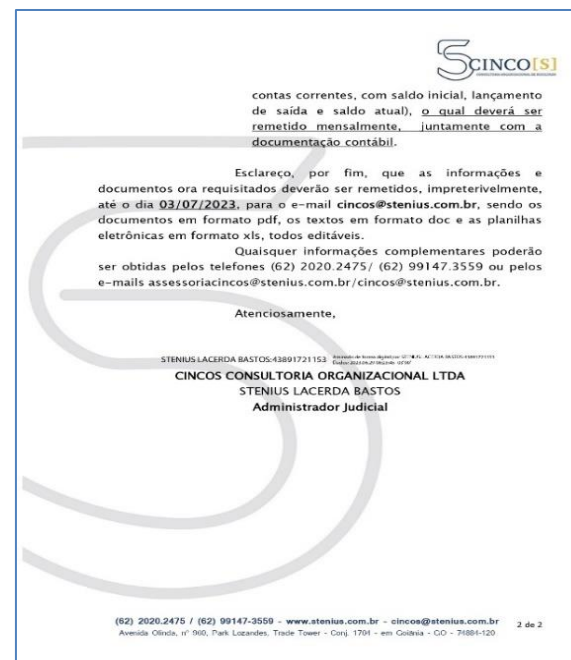 CINCO[S]
contas correntes, com saldo inicial, lançamento
de saída e saldo atual), o qual deverá ser
remetido mensalmente, juntamente com a
documentação contábil.
Esclareço, por fim, que as informações e
documentos ora requisitados deverão ser remetidos, impreterivelmente,
até o dia 03/07/2023, para o e-mail cincos@stenius.com.br, sendo os
documentos em formato pdf, os textos em formato doc e as planilhas
eletrônicas em formato xls, todos editáveis.
Quaisquer informações complementares poderão
ser obtidas pelos telefones (62) 2020.2475/ (62) 99147.3559 ou pelos
e-mails assessoriacincos@stenius.com.br/cincos@stenius.com.br.
Atenciosamente,
STENIUS LACERDA BASTOS:43891721153
CINCOS CONSULTORIA ORGANIZACIONAL LTDA
STENIUS LACERDA BASTOS
Administrador Judicial
(62) 2020.2475 / (62) 99147-3559 - www.stenius.com.br - cincos@stenius.com.br
2 de 2
Avenida Olinda, nº 960, Park Lozandes, Trade Tower - Conj. 1704 - em Goiânia - GO - 74884-120